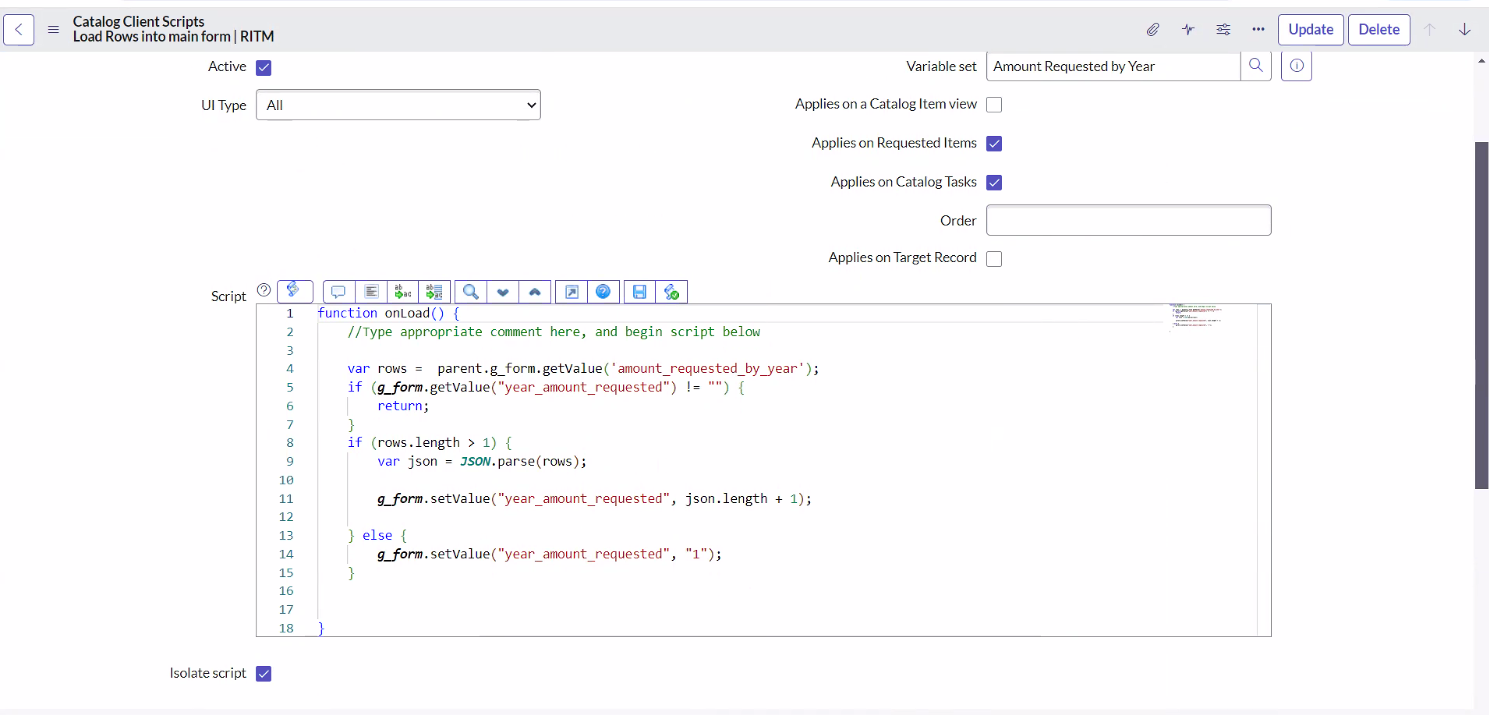 Catalog Client Scripts
Load Rows into main form | RITM
Update
Delete
Active
Variable set
Amount Requested by Year
UI Type
All
Applies on a Catalog Item view
Applies on Requested Items
Applies on Catalog Tasks
Order
Applies on Target Record
Script
1 function onLoad() {
2 //Type appropriate comment here, and begin script below
3
4 var rows =  parent.g_form.getValue('amount_requested_by_year');
5 if (g_form.getValue("year_amount_requested") != "") {
6 return;
7 }
8 if (rows.length > 1) {
9 var json = JSON.parse(rows);
10
11 g_form.setValue("year_amount_requested", json.length + 1);
12
13 } else {
14 g_form.setValue("year_amount_requested", "1");
15 }
16
17
18 }
Isolate script